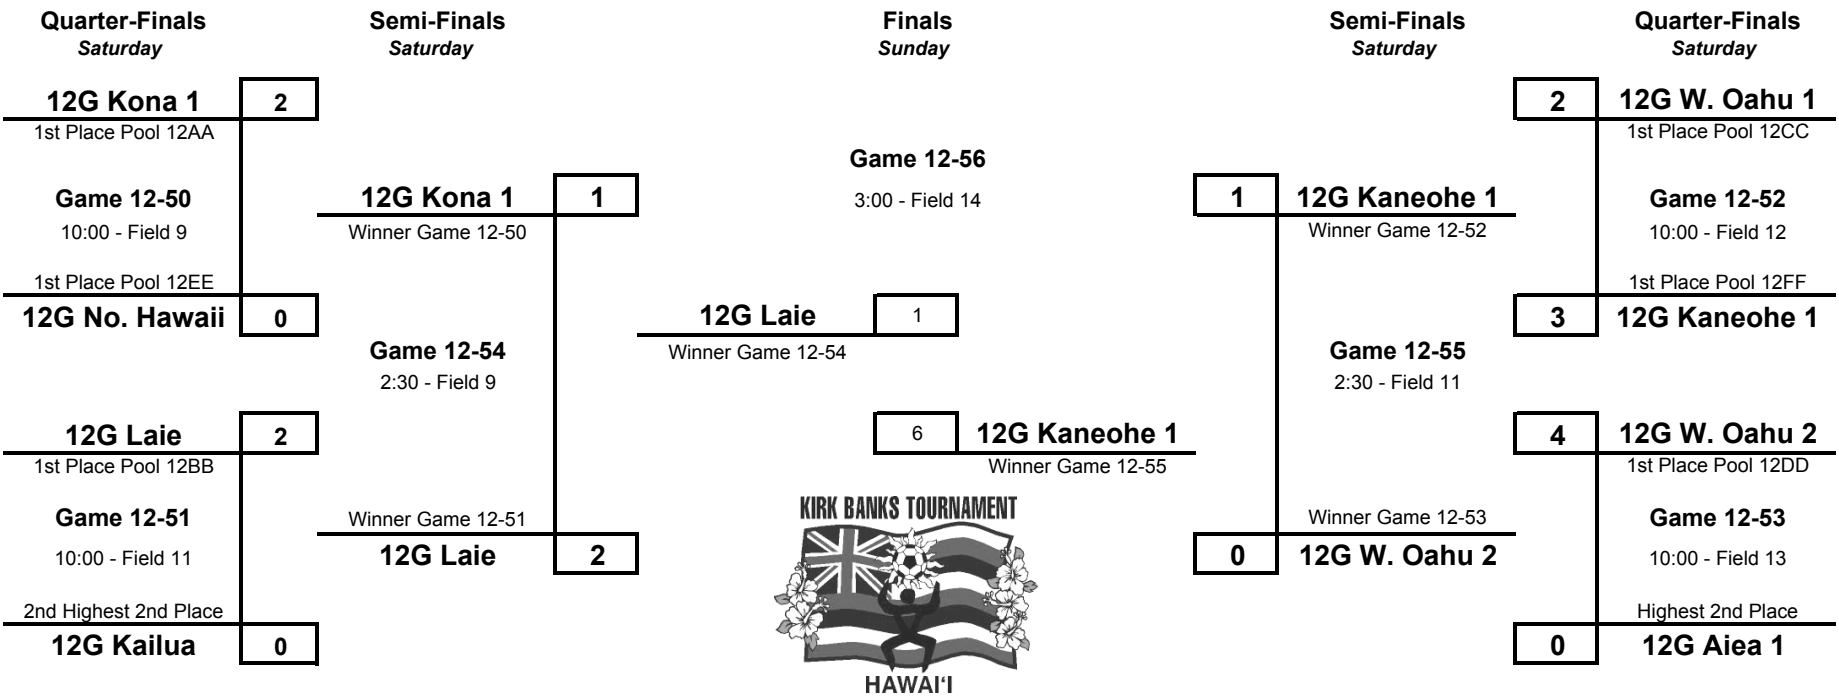 Quarter-Finals
Saturday
Semi-Finals
Saturday
Finals
Sunday
Semi-Finals
Saturday
Quarter-Finals
Saturday
12G Kona 1 2
1st Place Pool 12AA
Game 12-50
10:00 - Field 9
1st Place Pool 12EE
12G No. Hawaii 0
12G Laie 2
1st Place Pool 12BB
Game 12-51
10:00 - Field 11
2nd Highest 2nd Place
12G Kailua 0
12G Kona 1 1
Winner Game 12-50
Game 12-54
2:30 - Field 9
Winner Game 12-51
12G Laie 2
Game 12-56
3:00 - Field 14
12G Laie 1
Winner Game 12-54
6 12G Kaneohe 1
Winner Game 12-55
KIRK BANKS TOURNAMENT
HAWAI'I
1 12G Kaneohe 1
Winner Game 12-52
Game 12-55
2:30 - Field 11
Winner Game 12-53
0 12G W. Oahu 2
2 12G W. Oahu 1
1st Place Pool 12CC
Game 12-52
10:00 - Field 12
1st Place Pool 12FF
3 12G Kaneohe 1
4 12G W. Oahu 2
1st Place Pool 12DD
Game 12-53
10:00 - Field 13
Highest 2nd Place
0 12G Aiea 1